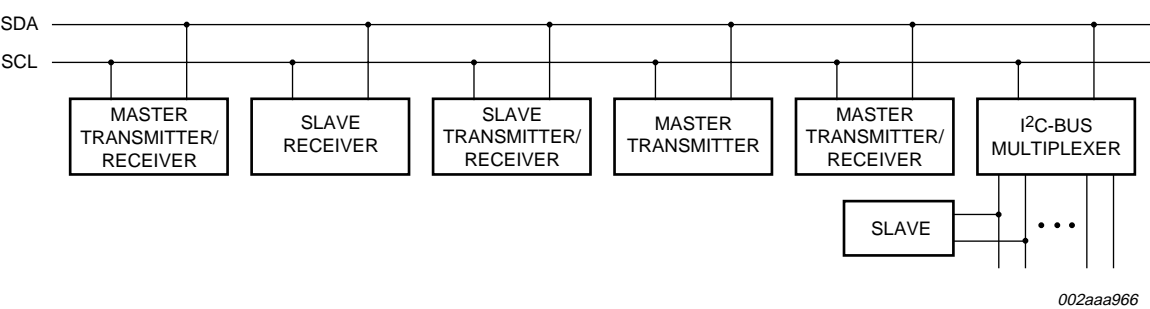 SDA
SCL
MASTER
TRANSMITTER/
RECEIVER
SLAVE
RECEIVER
SLAVE
TRANSMITTER/
RECEIVER
MASTER
TRANSMITTER
MASTER
TRANSMITTER/
RECEIVER
I²C-BUS
MULTIPLEXER
SLAVE
002aaa966